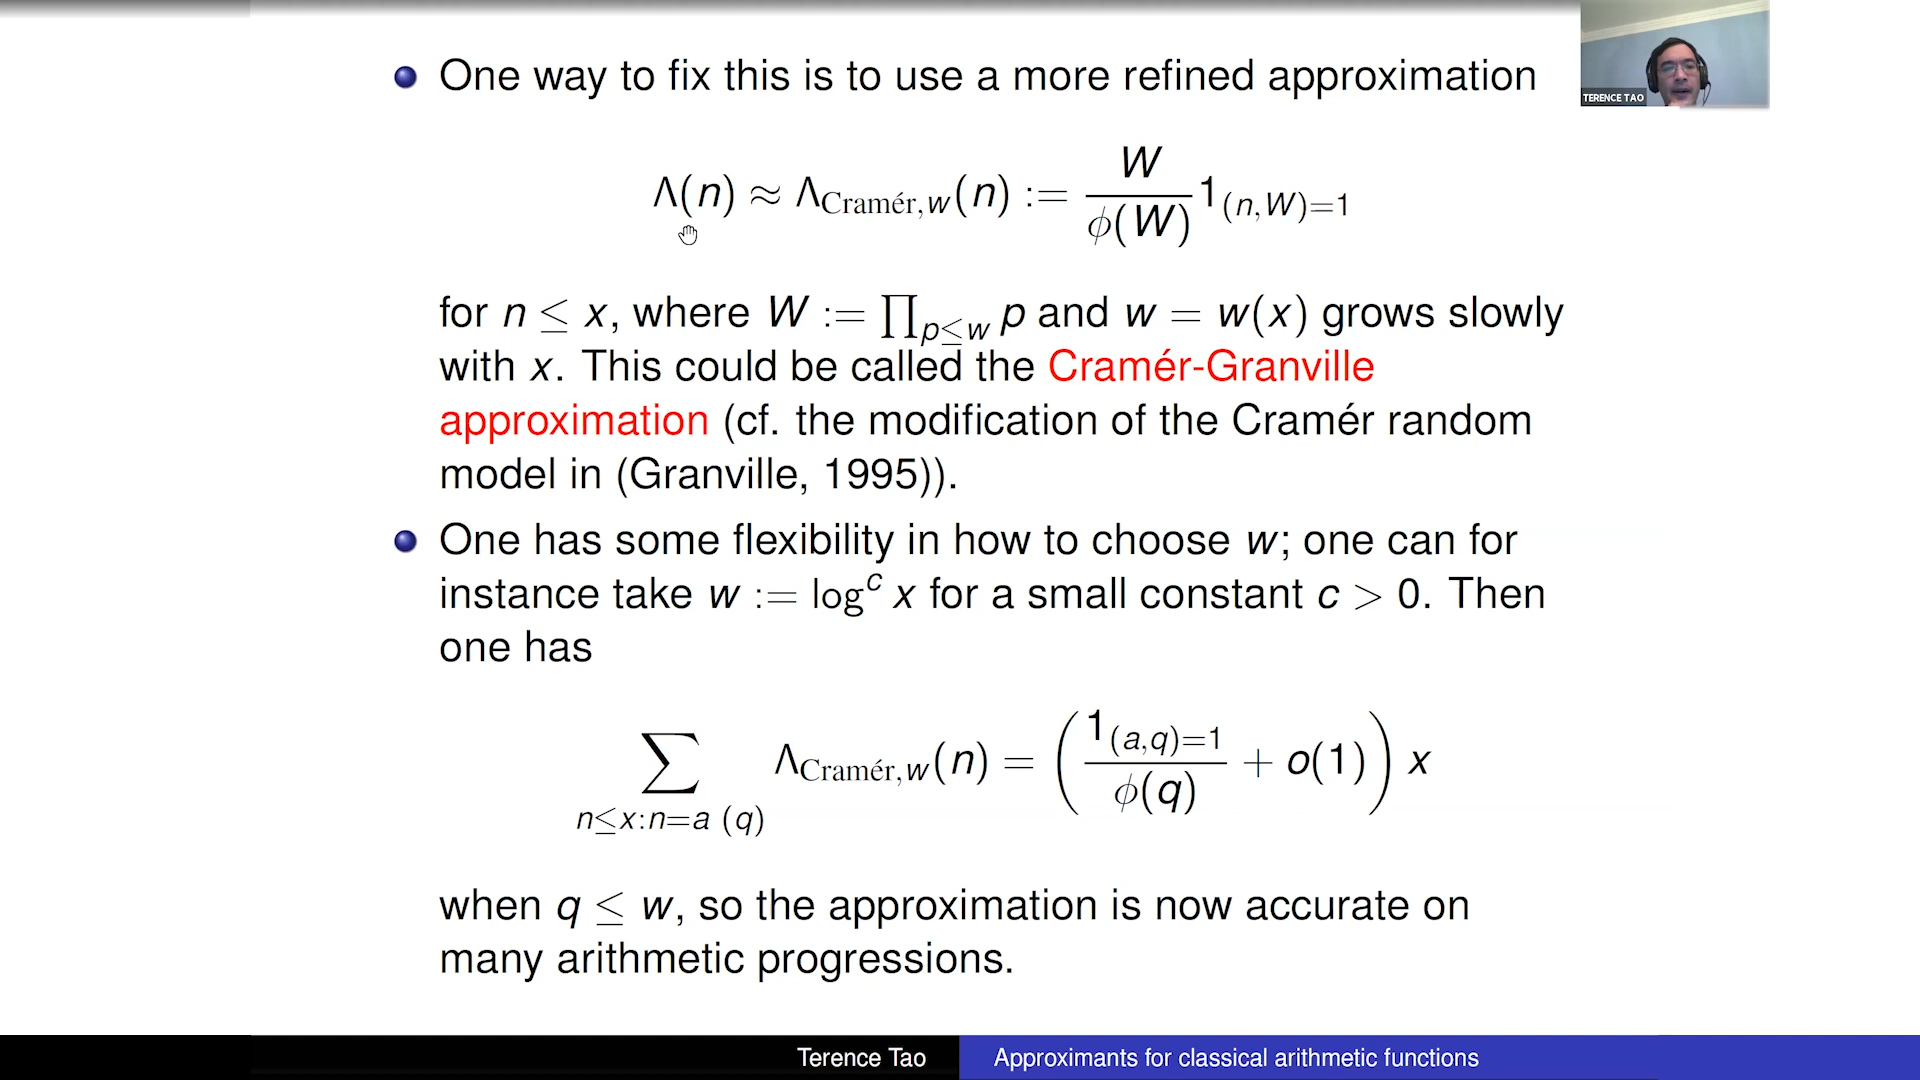 One way to fix this is to use a more refined approximation
TERENCE TAO
Λ(n) ≈ Λ_{Cramér,w}(n) := \frac{W}{ϕ(W)} 1_{(n,W)=1}
for n ≤ x, where W := ∏_{p≤w} p and w = w(x) grows slowly
with x. This could be called the Cramér-Granville
approximation (cf. the modification of the Cramér random
model in (Granville, 1995)).
One has some flexibility in how to choose w; one can for
instance take w := log^c x for a small constant c > 0. Then
one has
∑_{n≤x:n=a (q)} Λ_{Cramér,w}(n) = ( \frac{1_{(a,q)=1}}{ϕ(q)} + o(1) ) x
when q ≤ w, so the approximation is now accurate on
many arithmetic progressions.
Terence Tao
Approximants for classical arithmetic functions